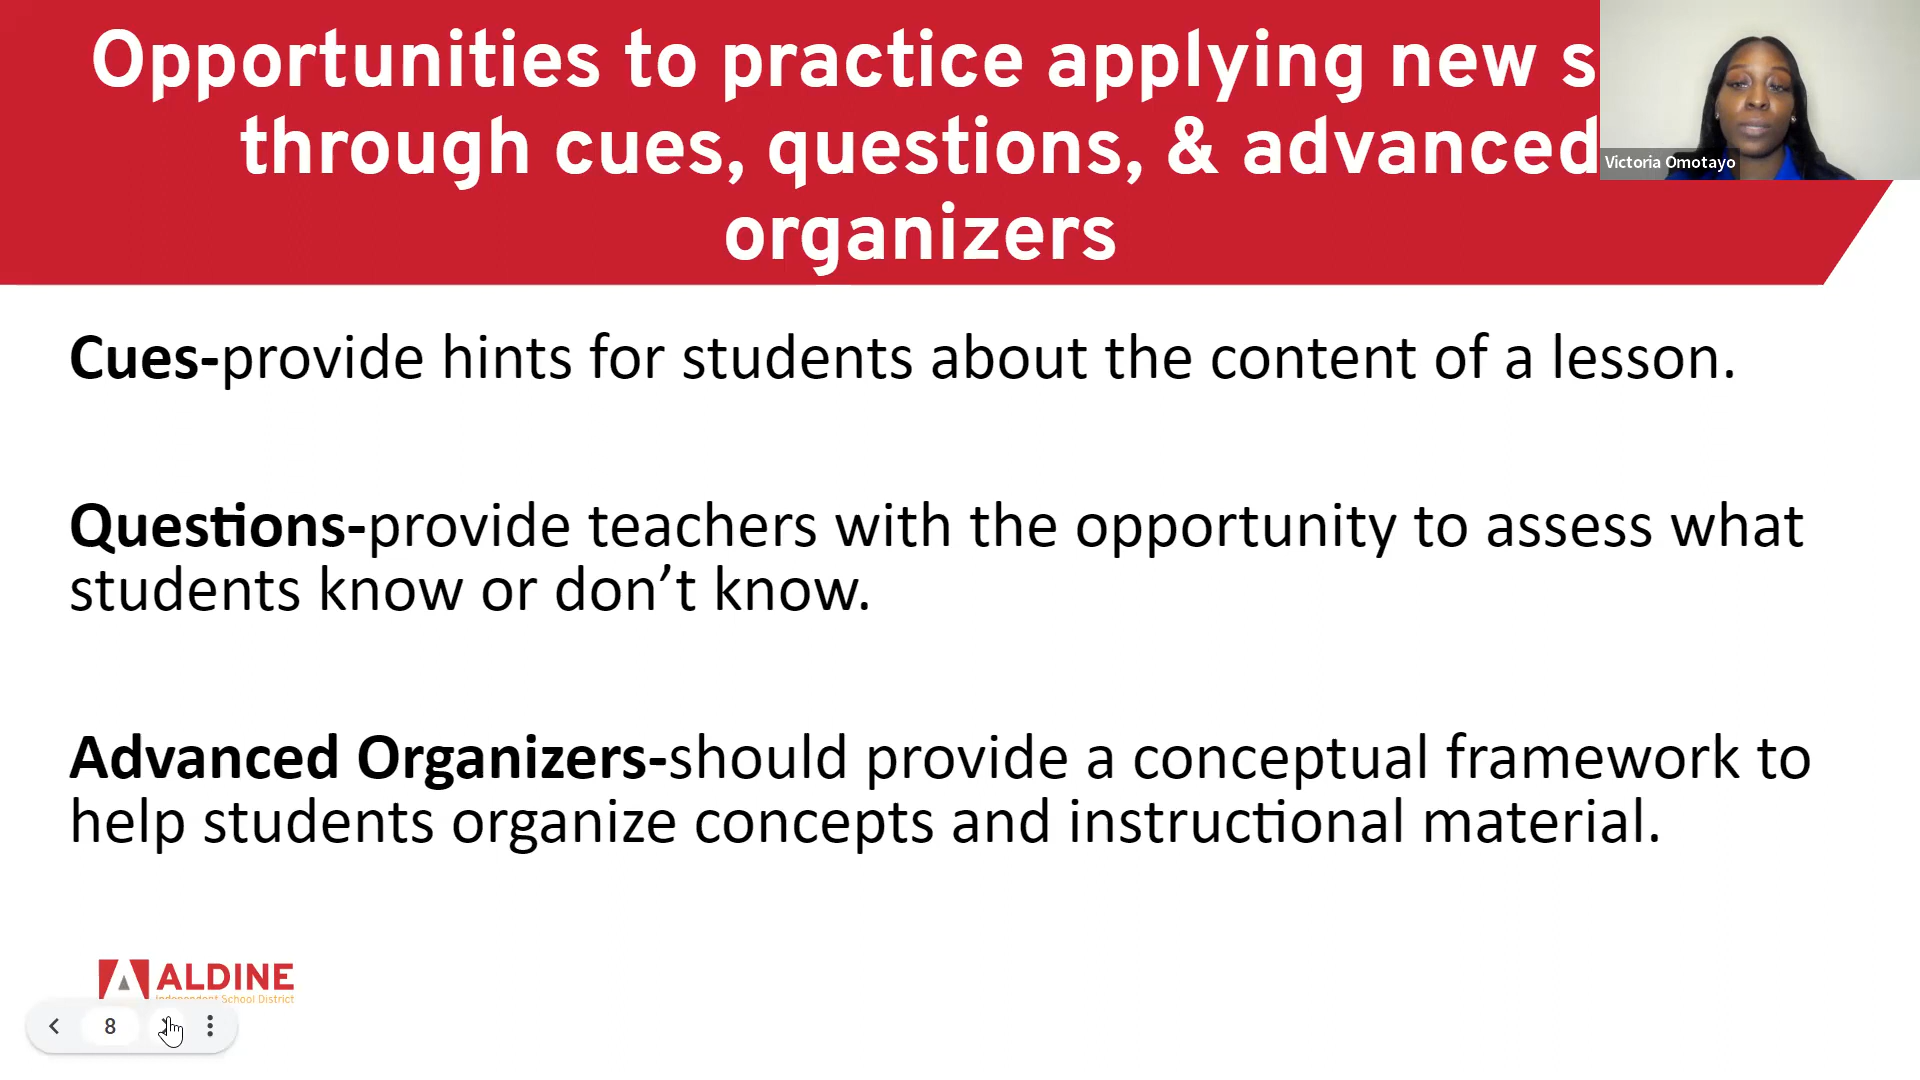 Opportunities to practice applying new
through cues, questions, & advanced
organizers
Victoria Omotayo
Cues-provide hints for students about the content of a lesson.
Questions-provide teachers with the opportunity to assess what
students know or don’t know.
Advanced Organizers-should provide a conceptual framework to
help students organize concepts and instructional material.
ALDINE
Independent School District
8